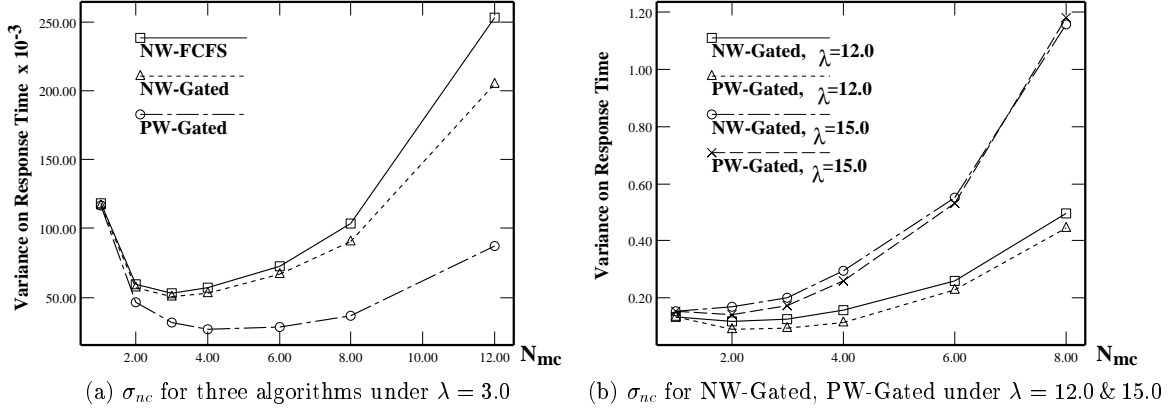 Variance on Response Time x 10-3
250.00
200.00
150.00
100.00
50.00
NW-FCFS
NW-Gated
PW-Gated
2.00 4.00 6.00 8.00 10.00 12.00
Nmc
(a) σnc for three algorithms under λ = 3.0
Variance on Response Time
1.20
1.00
0.80
0.60
0.40
0.20
NW-Gated, λ=12.0
PW-Gated, λ=12.0
NW-Gated, λ=15.0
PW-Gated, λ=15.0
2.00 4.00 6.00 8.00
Nmc
(b) σnc for NW-Gated, PW-Gated under λ = 12.0 & 15.0